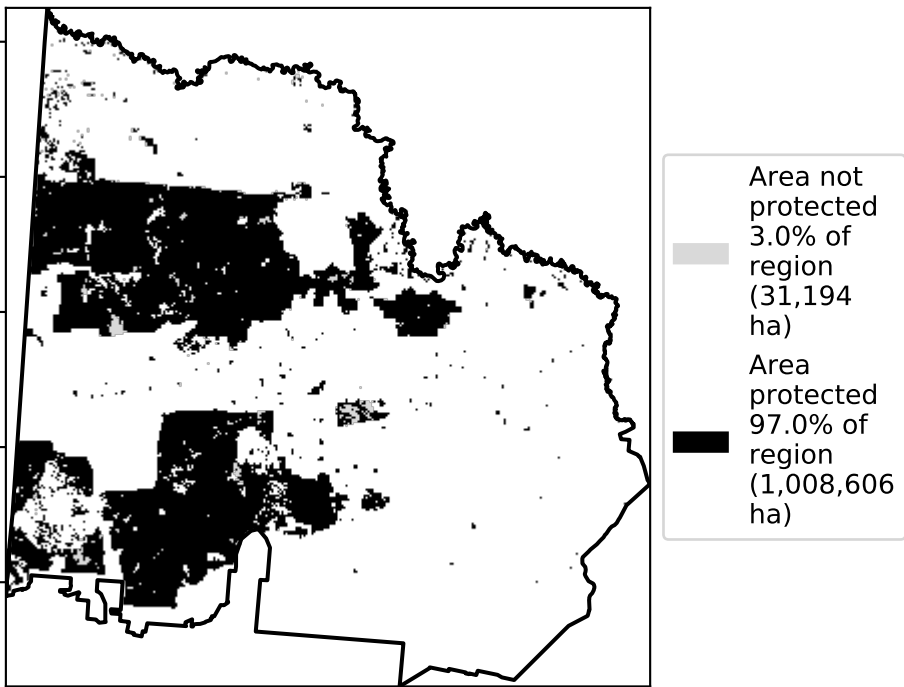 Area not
protected
3.0% of
region
(31,194
ha)
Area
protected
97.0% of
region
(1,008,606
ha)